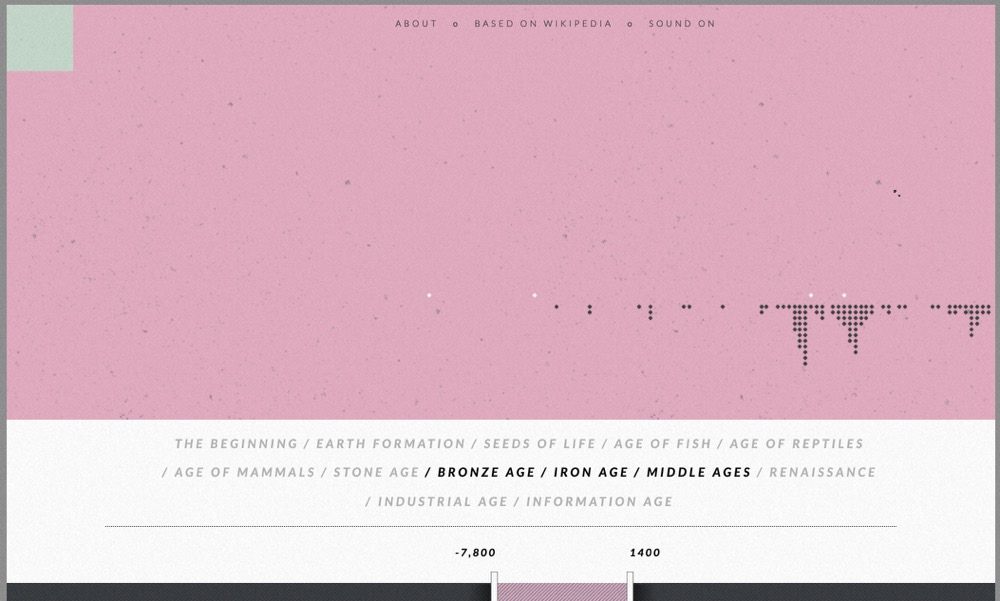 ABOUT o BASED ON WIKIPEDIA o SOUND ON
THE BEGINNING / EARTH FORMATION / SEEDS OF LIFE / AGE OF FISH / AGE OF REPTILES
/ AGE OF MAMMALS / STONE AGE / BRONZE AGE / IRON AGE / MIDDLE AGES / RENAISSANCE
/ INDUSTRIAL AGE / INFORMATION AGE
-7,800 1400